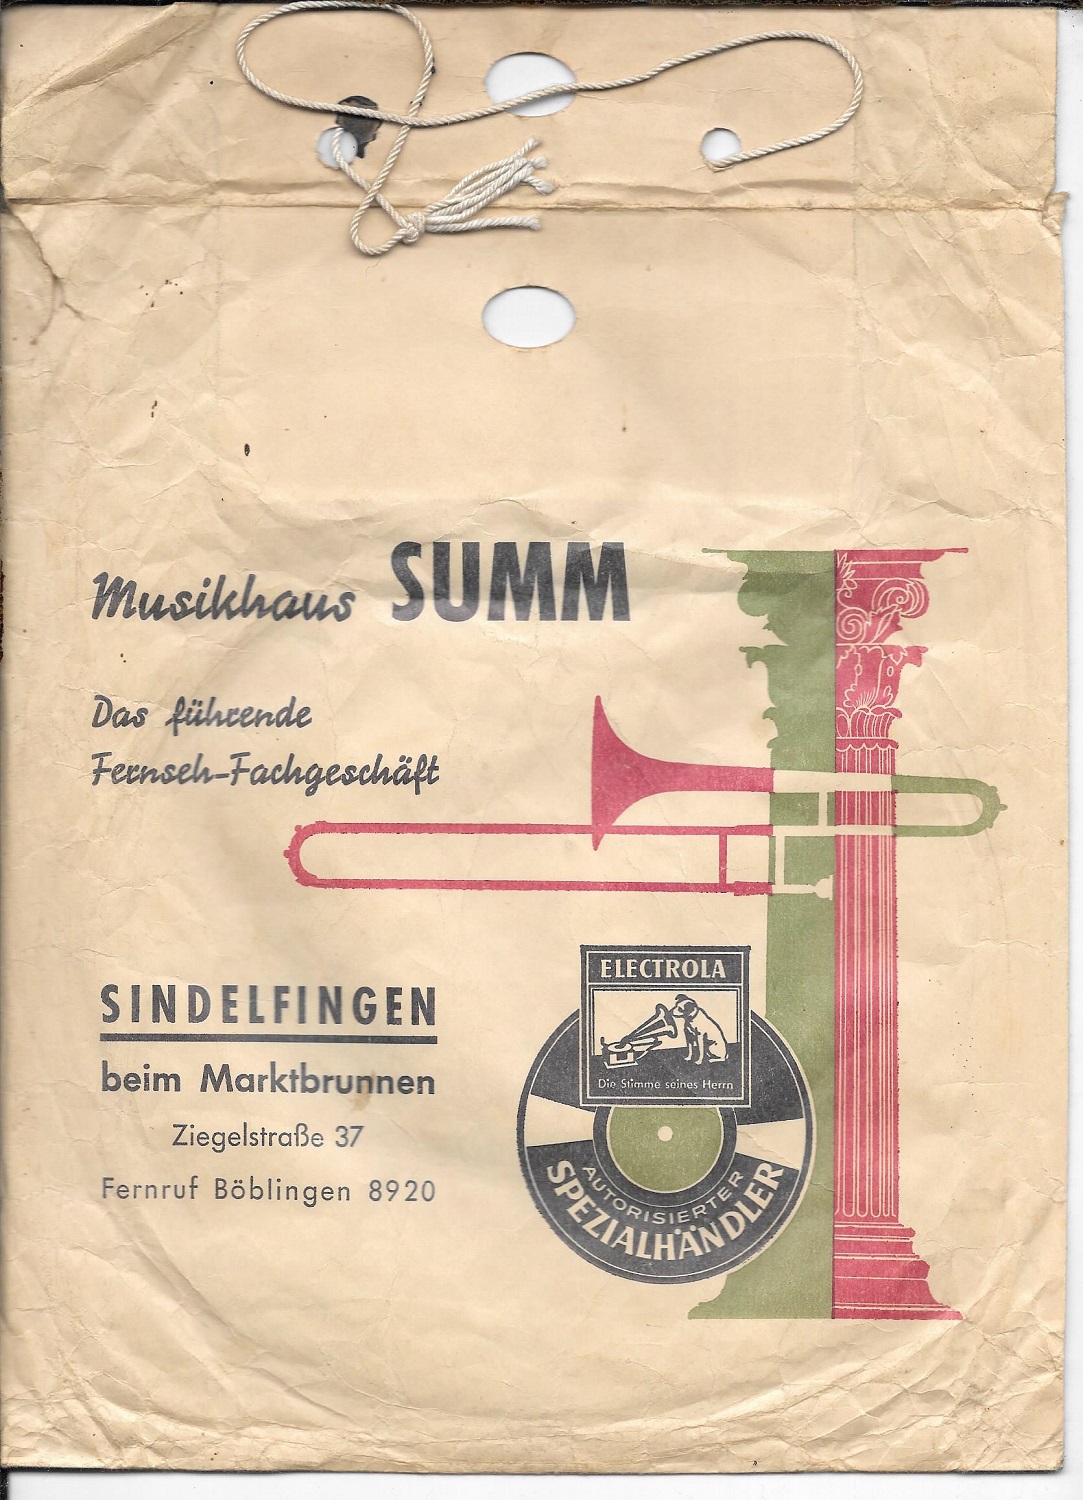 Musikhaus SUMM
Das führende
Fernseh-Fachgeschäft
SINDELFINGEN
beim Marktbrunnen
Ziegelstraße 37
Fernruf Böblingen 8920
ELECTROLA
Die Stimme seines Herrn
AUTORISIERTER
SPEZIALHÄNDLER